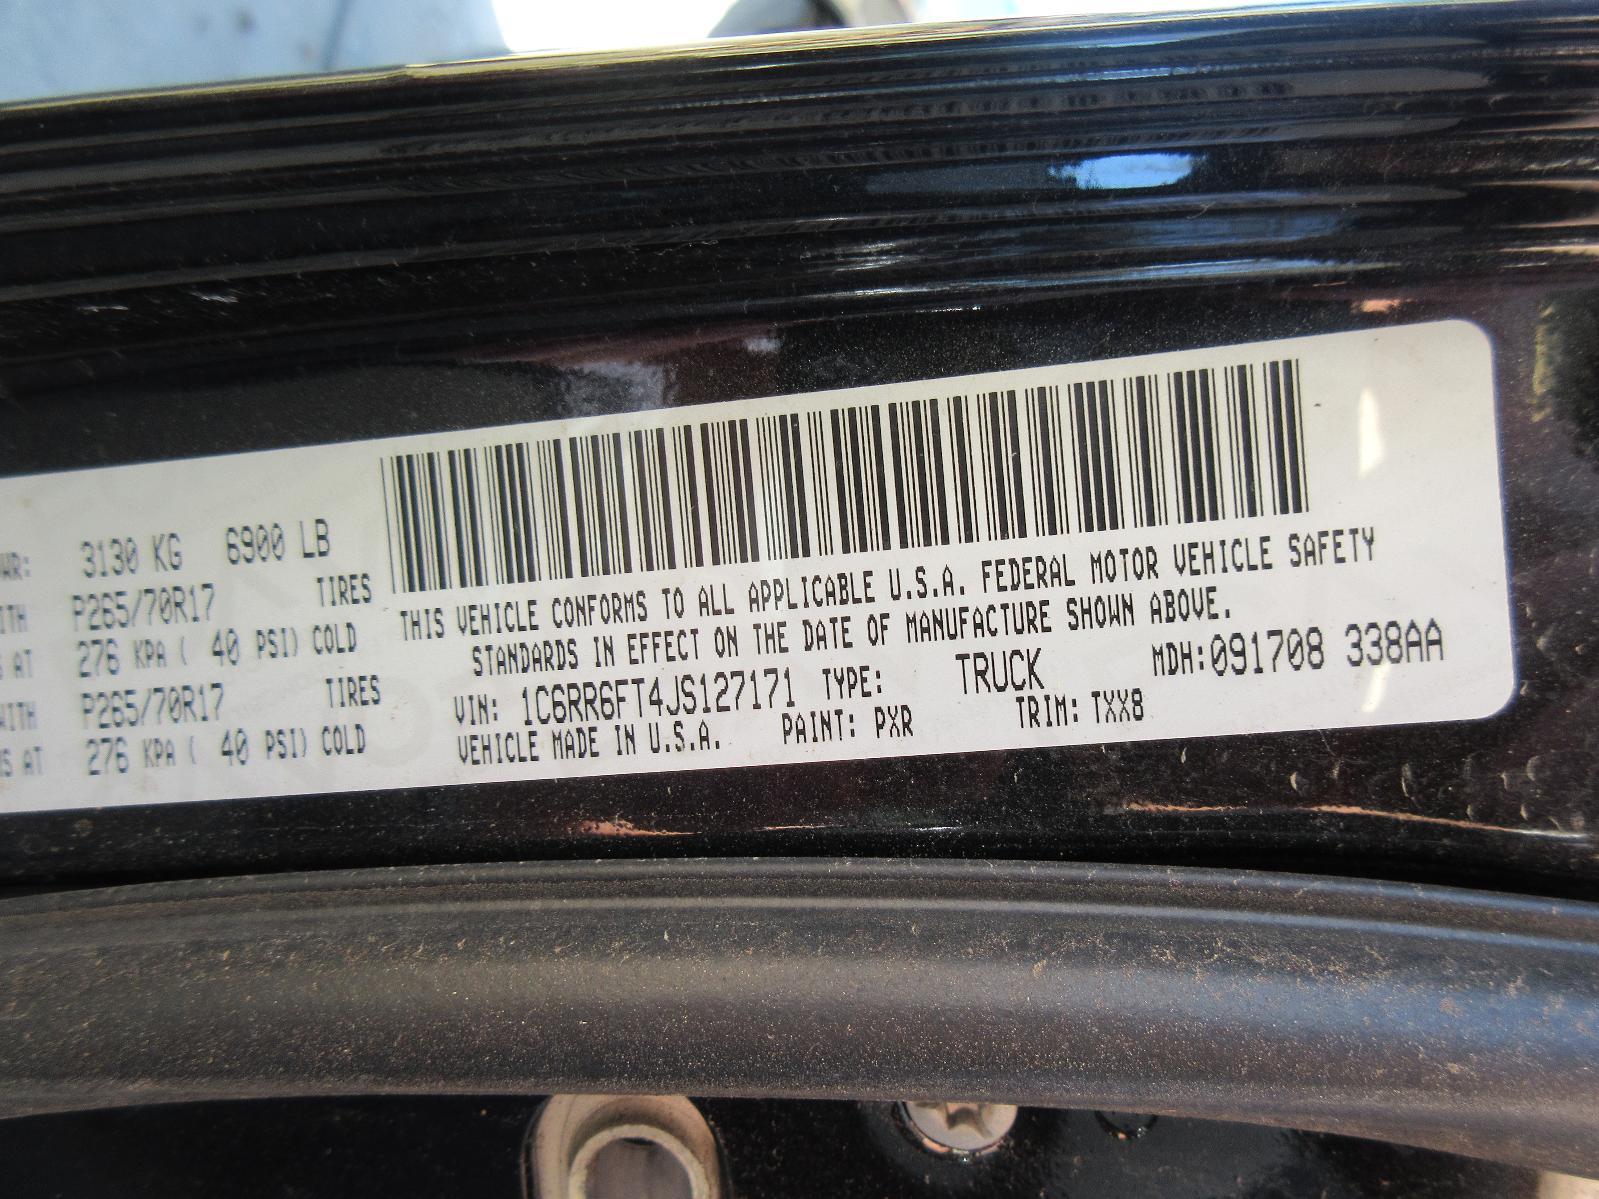 3130 KG 6900 LB
P265/70R17 TIRES
276 KPA ( 40 PSI) COLD
P265/70R17 TIRES
AT 276 KPA ( 40 PSI) COLD
THIS VEHICLE CONFORMS TO ALL APPLICABLE U.S.A. FEDERAL MOTOR VEHICLE SAFETY
STANDARDS IN EFFECT ON THE DATE OF MANUFACTURE SHOWN ABOVE.
VIN: 1C6RR6FT4JS127171 TYPE: TRUCK MDH:091708 338AA
VEHICLE MADE IN U.S.A. PAINT: PXR TRIM: TXX8